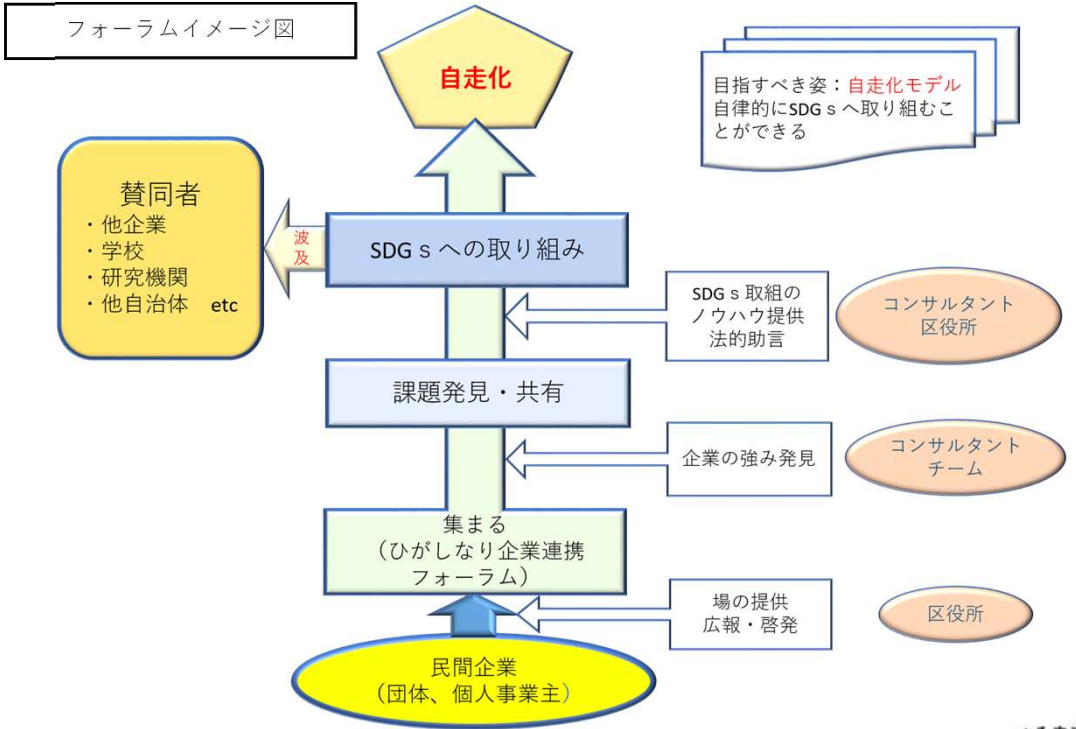 フォーラムイメージ図
自走化
目指すべき姿：自走化モデル
自律的にSDGｓへ取り組むこ
とができる
賛同者
・他企業
・学校
・研究機関
・他自治体　etc
波
及
SDGｓへの取り組み
SDGｓ取組の
ノウハウ提供
法的助言
コンサルタント
区役所
課題発見・共有
企業の強み発見
コンサルタント
チーム
集まる
（ひがしなり企業連携
フォーラム）
場の提供
広報・啓発
区役所
民間企業
（団体、個人事業主）